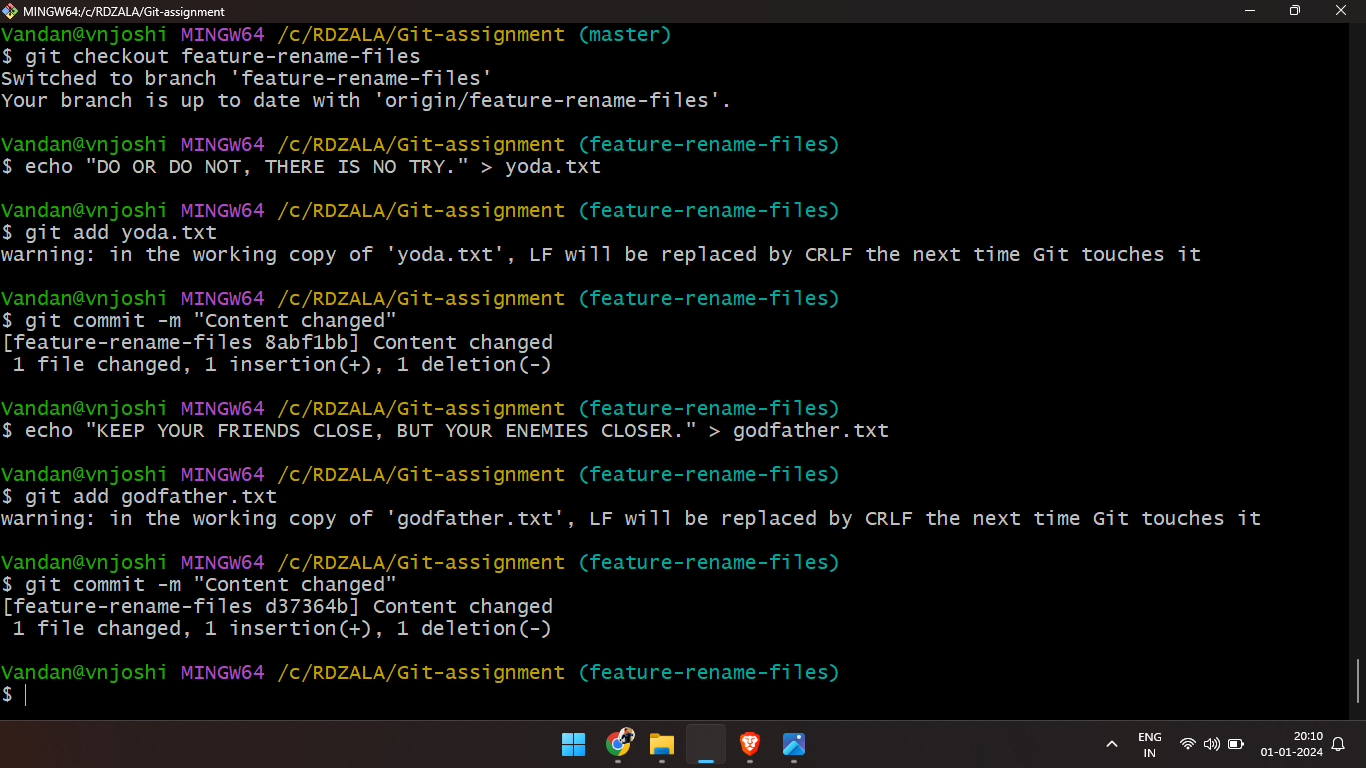 MINGW64:/c/RDZALA/Git-assignment
Vandan@vnjoshi MINGW64 /c/RDZALA/Git-assignment (master)
$ git checkout feature-rename-files
Switched to branch 'feature-rename-files'
Your branch is up to date with 'origin/feature-rename-files'.
Vandan@vnjoshi MINGW64 /c/RDZALA/Git-assignment (feature-rename-files)
$ echo "DO OR DO NOT, THERE IS NO TRY." > yoda.txt
Vandan@vnjoshi MINGW64 /c/RDZALA/Git-assignment (feature-rename-files)
$ git add yoda.txt
warning: in the working copy of 'yoda.txt', LF will be replaced by CRLF the next time Git touches it
Vandan@vnjoshi MINGW64 /c/RDZALA/Git-assignment (feature-rename-files)
$ git commit -m "Content changed"
[feature-rename-files 8abf1bb] Content changed
 1 file changed, 1 insertion(+), 1 deletion(-)
Vandan@vnjoshi MINGW64 /c/RDZALA/Git-assignment (feature-rename-files)
$ echo "KEEP YOUR FRIENDS CLOSE, BUT YOUR ENEMIES CLOSER." > godfather.txt
Vandan@vnjoshi MINGW64 /c/RDZALA/Git-assignment (feature-rename-files)
$ git add godfather.txt
warning: in the working copy of 'godfather.txt', LF will be replaced by CRLF the next time Git touches it
Vandan@vnjoshi MINGW64 /c/RDZALA/Git-assignment (feature-rename-files)
$ git commit -m "Content changed"
[feature-rename-files d37364b] Content changed
 1 file changed, 1 insertion(+), 1 deletion(-)
Vandan@vnjoshi MINGW64 /c/RDZALA/Git-assignment (feature-rename-files)
$
ENG
IN
20:10
01-01-2024